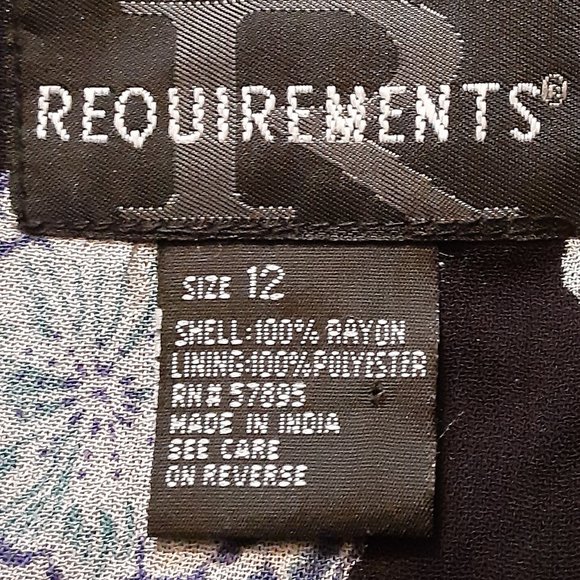 R
REQUIREMENTS®
SIZE 12
SHELL:100% RAYON
LINING:100%POLYESTER
RN# 57895
MADE IN INDIA
SEE CARE
ON REVERSE